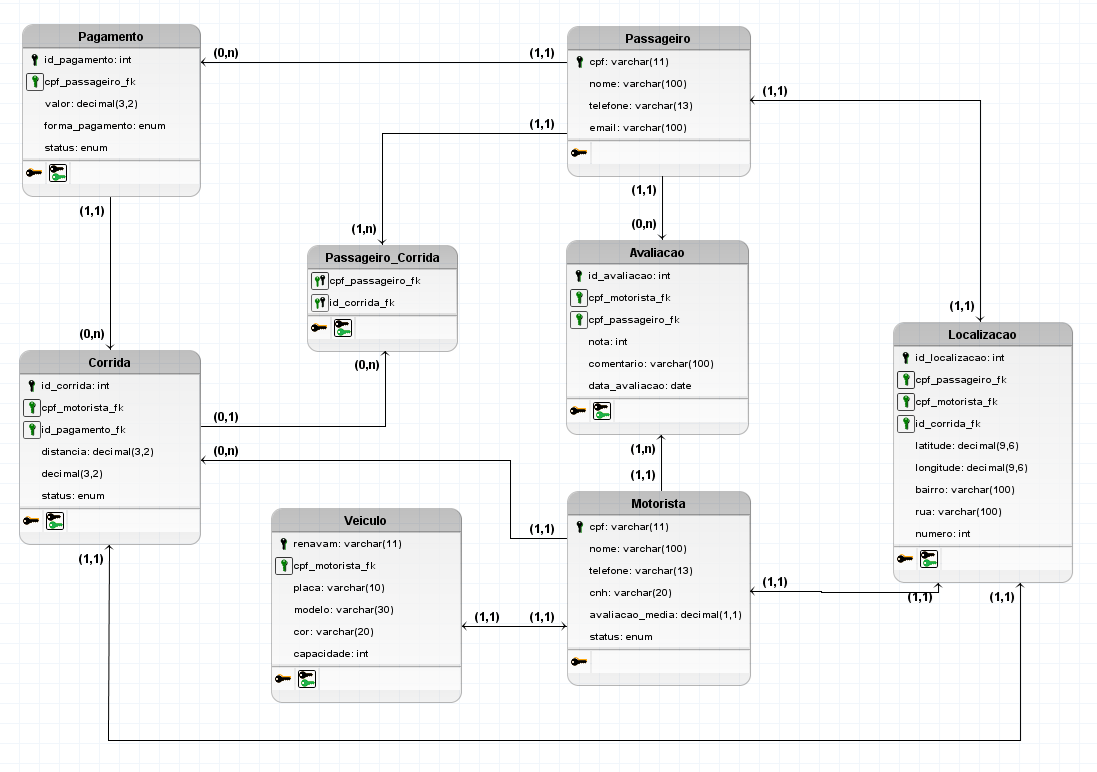 Pagamento
id_pagamento: int
cpf_passageiro_fk
valor: decimal(3,2)
forma_pagamento: enum
status: enum
(0,n)
(1,1)
Passageiro
cpf: varchar(11)
nome: varchar(100)
telefone: varchar(13)
email: varchar(100)
(1,1)
(1,1)
(1,n)
(1,1)
(0,n)
(1,1)
(0,n)
Passageiro_Corrida
cpf_passageiro_fk
id_corrida_fk
(0,n)
Avaliacao
id_avaliacao: int
cpf_motorista_fk
cpf_passageiro_fk
nota: int
comentario: varchar(100)
data_avaliacao: date
(1,n)
(1,1)
(1,1)
Localizacao
id_localizacao: int
cpf_passageiro_fk
cpf_motorista_fk
id_corrida_fk
latitude: decimal(9,6)
longitude: decimal(9,6)
bairro: varchar(100)
rua: varchar(100)
numero: int
Corrida
id_corrida: int
cpf_motorista_fk
id_pagamento_fk
distancia: decimal(3,2)
decimal(3,2)
status: enum
(0,1)
(0,n)
(1,1)
(1,1)
Veiculo
renavam: varchar(11)
cpf_motorista_fk
placa: varchar(10)
modelo: varchar(30)
cor: varchar(20)
capacidade: int
(1,1)
(1,1)
Motorista
cpf: varchar(11)
nome: varchar(100)
telefone: varchar(13)
cnh: varchar(20)
avaliacao_media: decimal(1,1)
status: enum
(1,1)
(1,1)
(1,1)